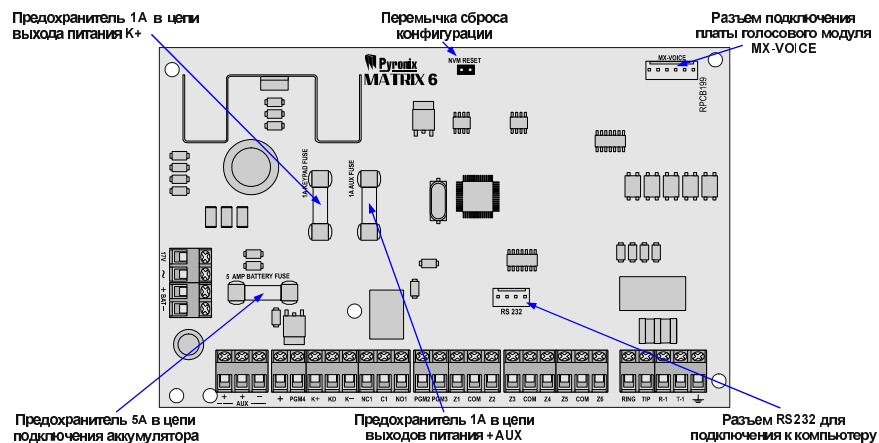 Предохранитель 1А в цепи
выхода питания K+
Перемычка сброса
конфигурации
Разъем подключения
платы голосового модуля
MX-VOICE
NVM RESET
MX-VOICE
Pyronix
MATRIX 6
RPCB199
1A KEYPAD FUSE
1A AUX FUSE
17V
~
+ BAT −
5 AMP BATTERY FUSE
RS 232
+ + − + PGM4 K+ KD K− NC1 C1 NO1 PGM2 PGM3 Z1 COM Z2 Z3 COM Z4 Z5 COM Z6 RING TIP R-1 T-1
AUX
Предохранитель 5А в цепи
подключения аккумулятора
Предохранитель 1А в цепи
выходов питания +AUX
Разъем RS232 для
подключения к компьютеру